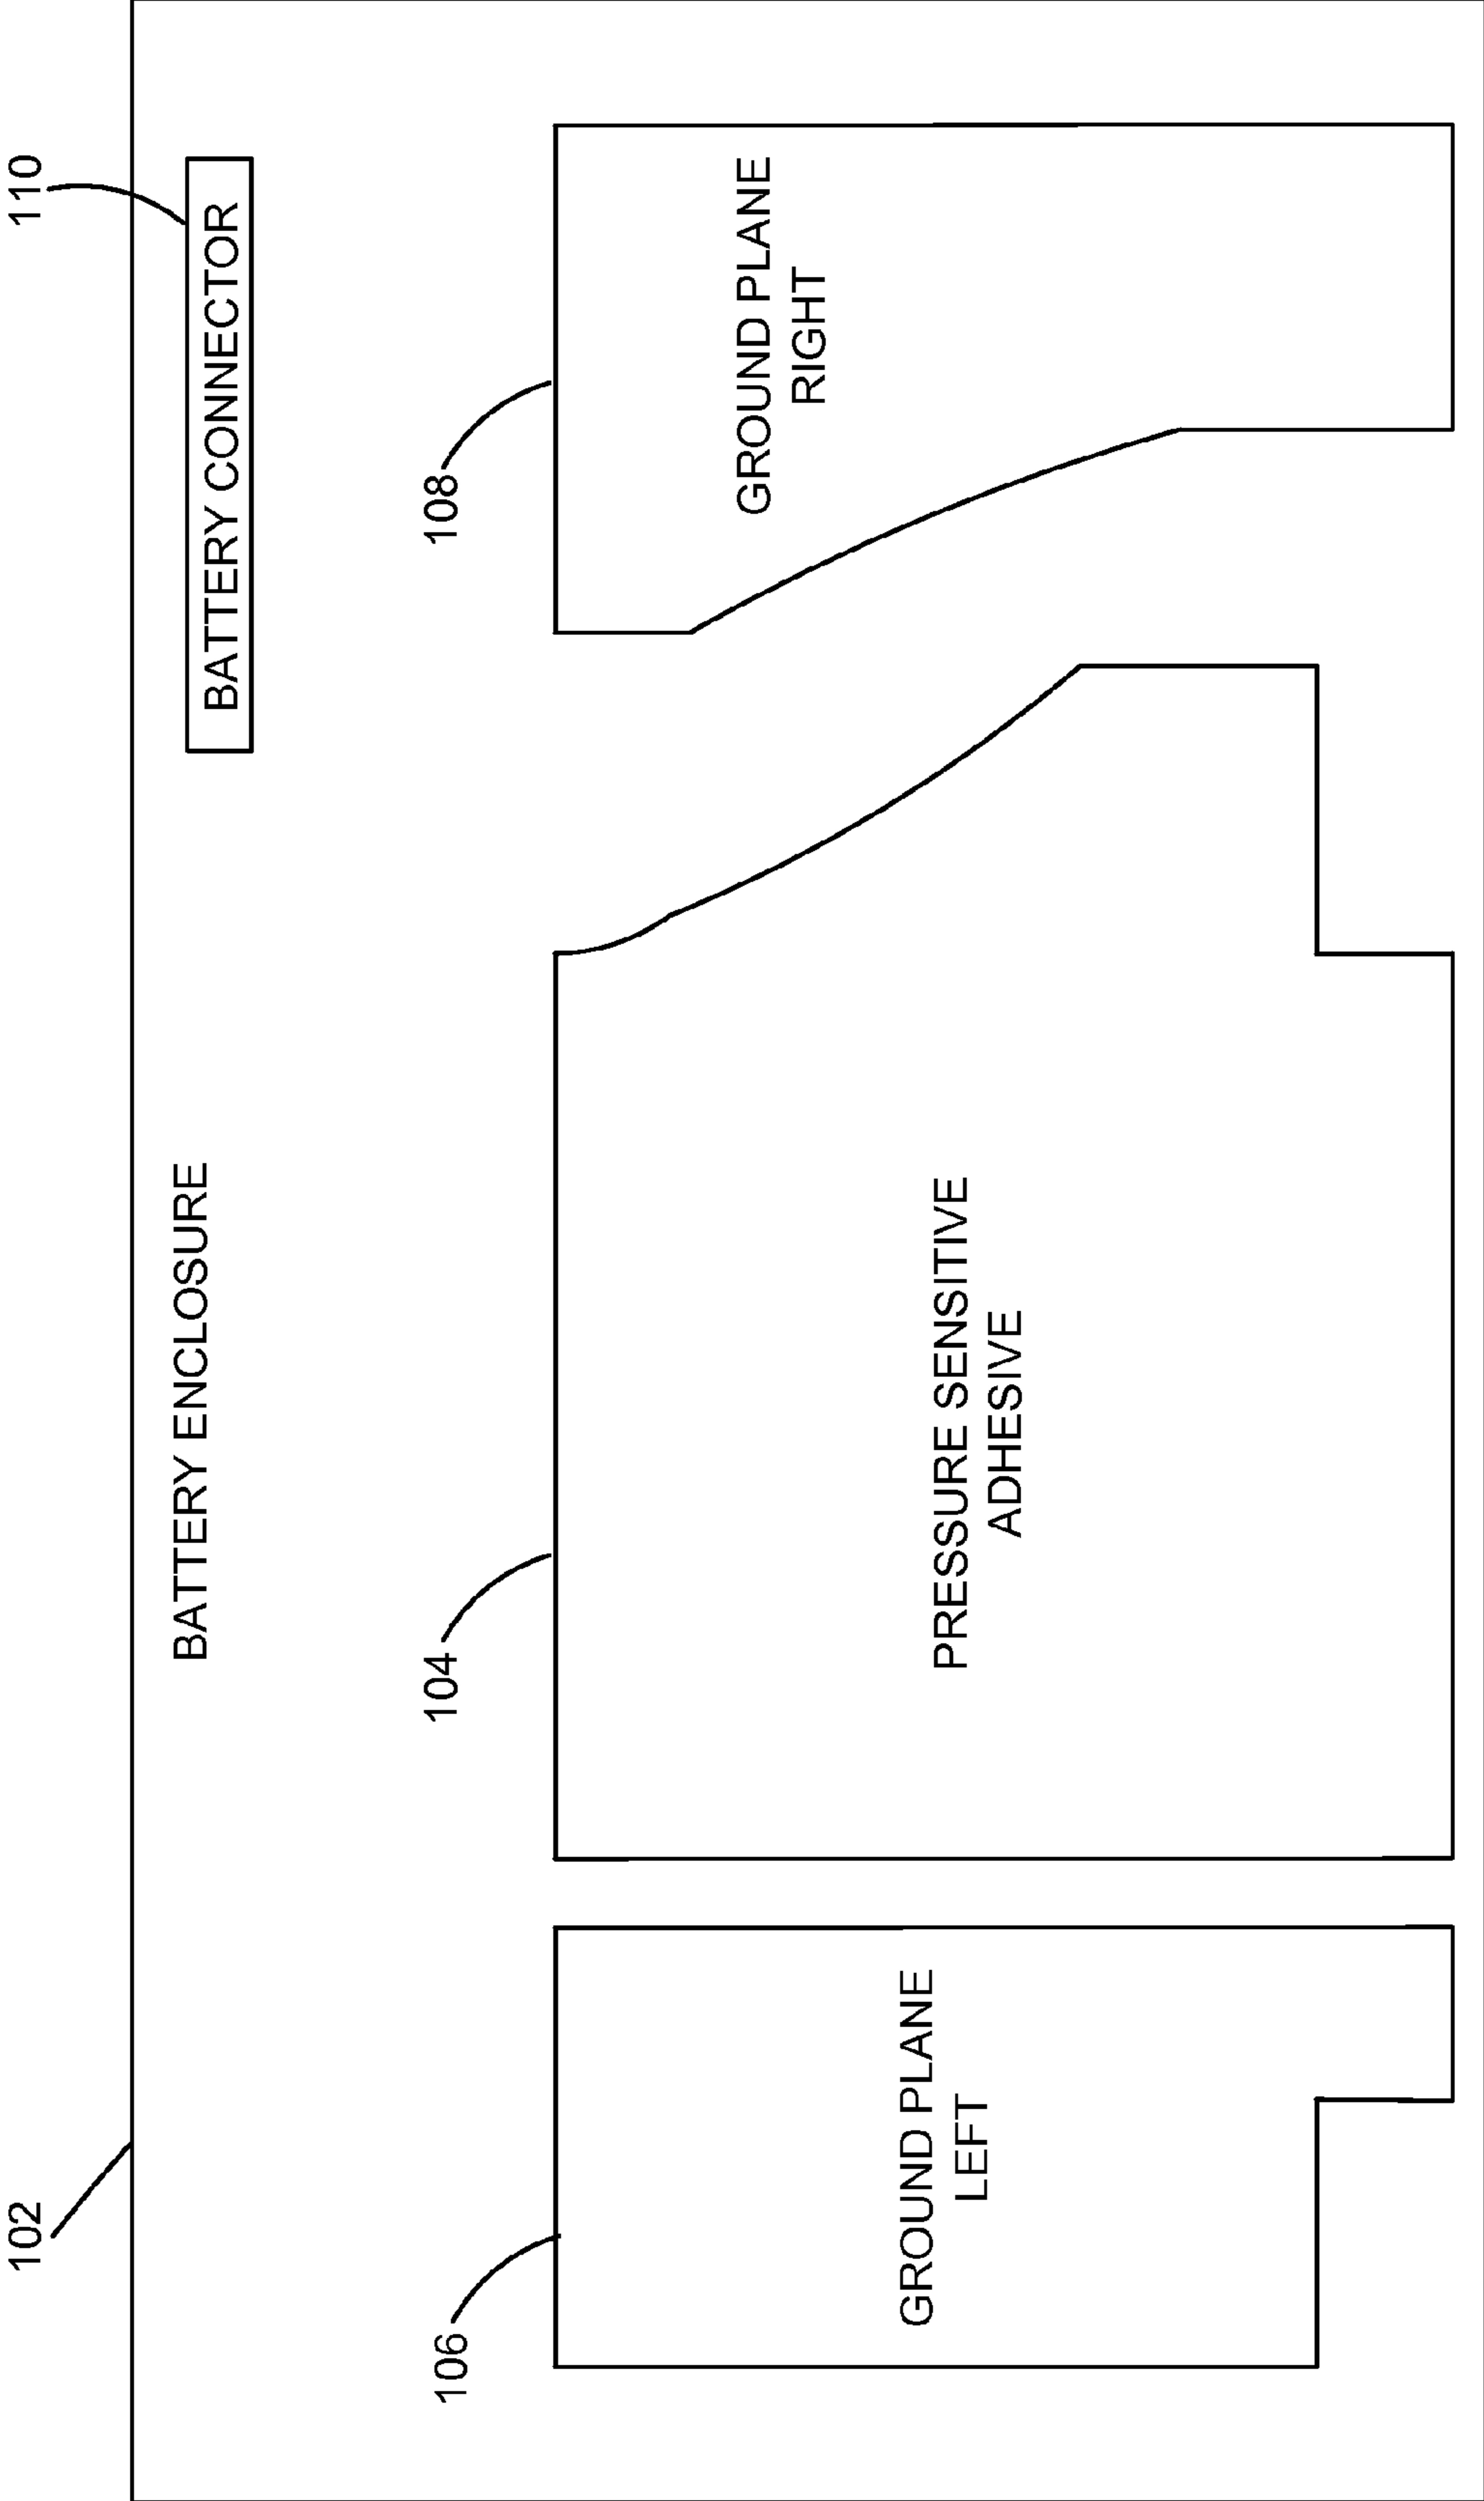 102
110
BATTERY ENCLOSURE
BATTERY CONNECTOR
106
104
108
GROUND PLANE
LEFT
PRESSURE SENSITIVE
ADHESIVE
GROUND PLANE
RIGHT